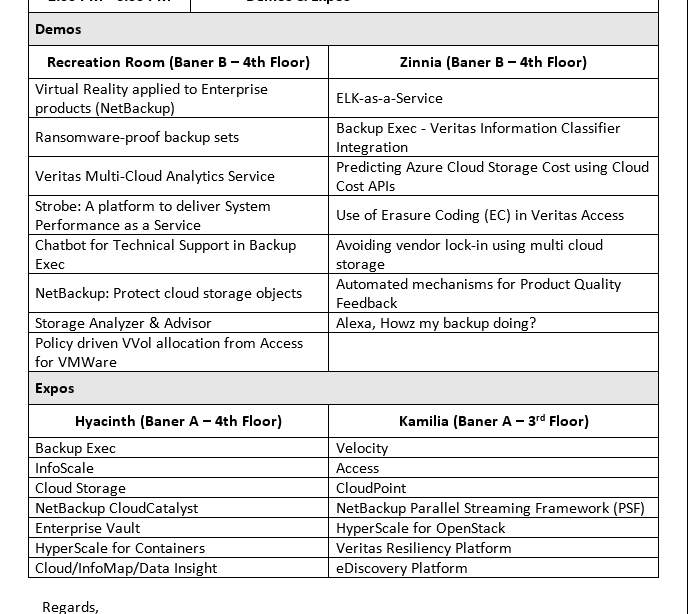 Demos
Recreation Room (Baner B – 4th Floor)
Zinnia (Baner B – 4th Floor)
Virtual Reality applied to Enterprise
products (NetBackup)
ELK-as-a-Service
Ransomware-proof backup sets
Backup Exec - Veritas Information Classifier
Integration
Veritas Multi-Cloud Analytics Service
Predicting Azure Cloud Storage Cost using Cloud
Cost APIs
Strobe: A platform to deliver System
Performance as a Service
Use of Erasure Coding (EC) in Veritas Access
Chatbot for Technical Support in Backup
Exec
Avoiding vendor lock-in using multi cloud
storage
NetBackup: Protect cloud storage objects
Automated mechanisms for Product Quality
Feedback
Storage Analyzer & Advisor
Alexa, Howz my backup doing?
Policy driven VVol allocation from Access
for VMWare
Expos
Hyacinth (Baner A – 4th Floor)
Kamilia (Baner A – 3rd Floor)
Backup Exec
Velocity
InfoScale
Access
Cloud Storage
CloudPoint
NetBackup CloudCatalyst
NetBackup Parallel Streaming Framework (PSF)
Enterprise Vault
HyperScale for OpenStack
HyperScale for Containers
Veritas Resiliency Platform
Cloud/InfoMap/Data Insight
eDiscovery Platform
Regards,